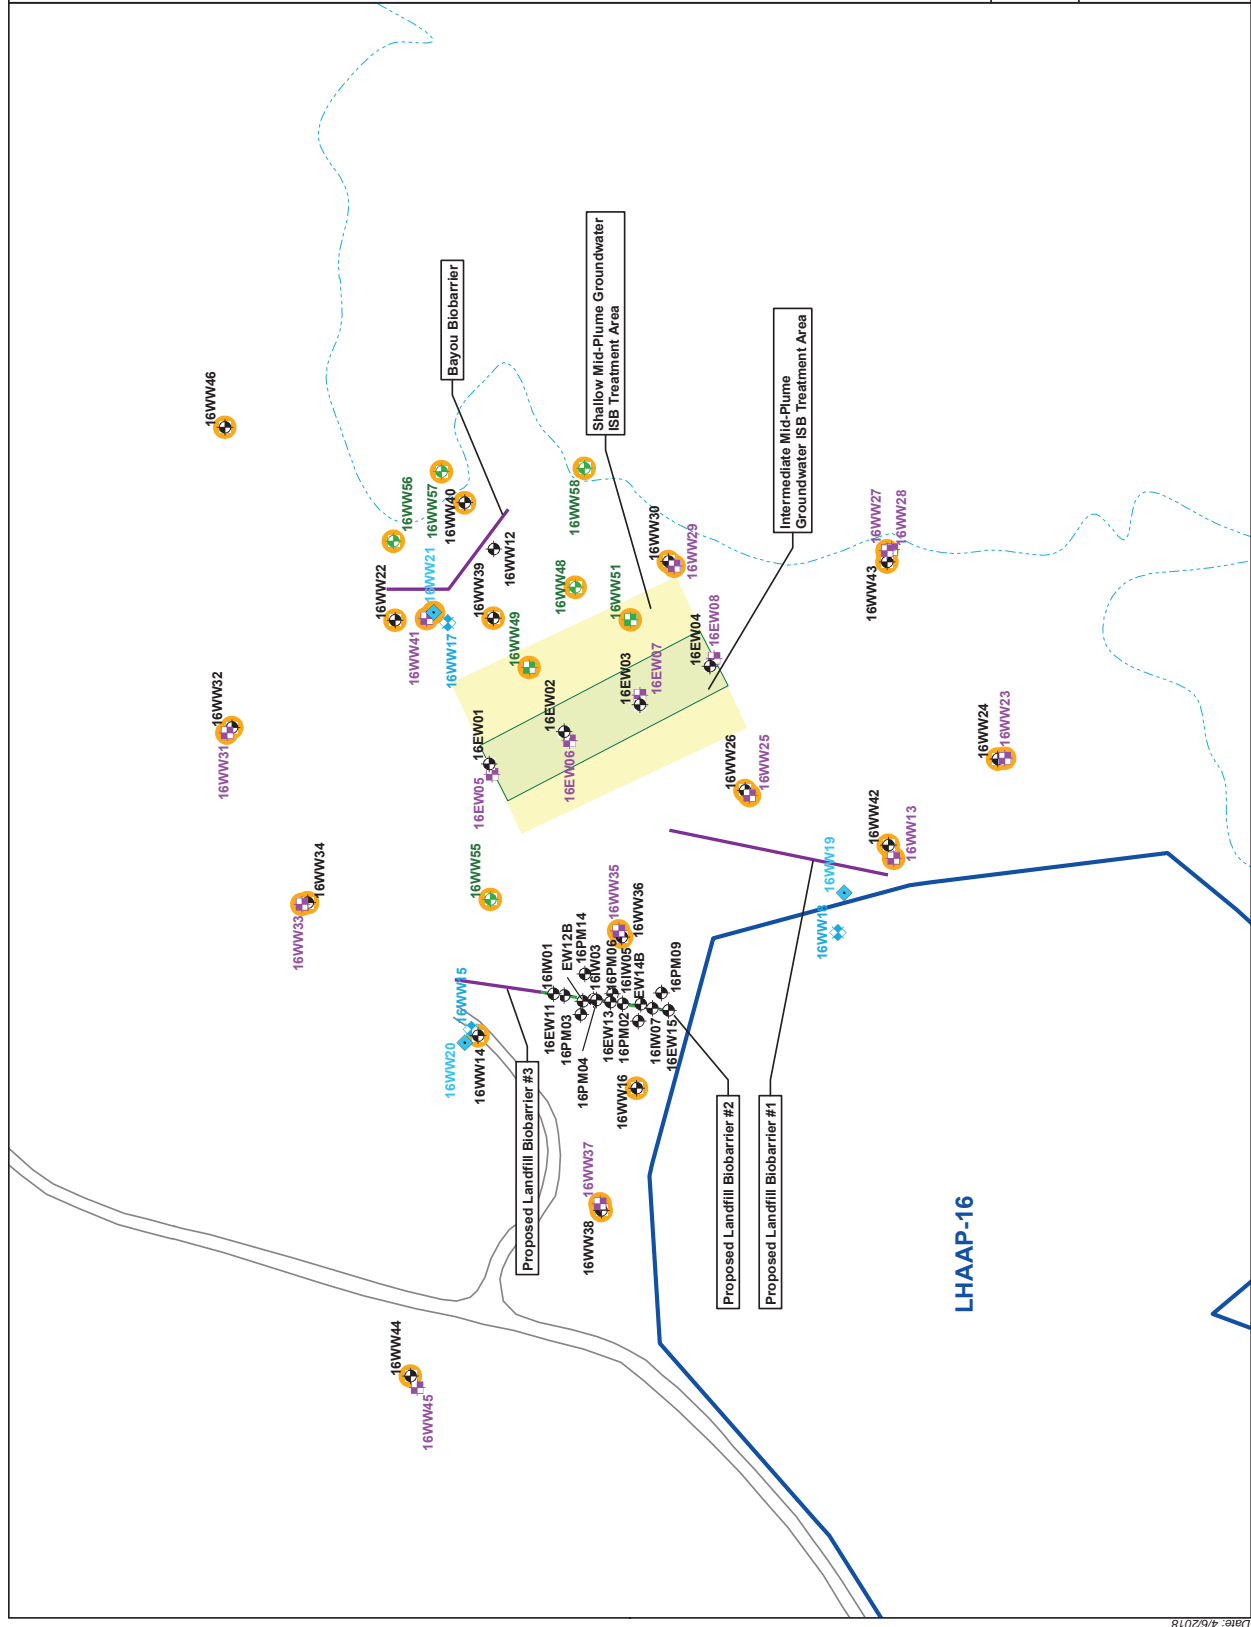 16WW46
16WW32
16WW31
16WW34
16WW33
16WW44
16WW45
Bayou Biobarrier
16WW56
16WW57
16WW40
16WW22
16WW21
16WW41
16WW17
16WW39
16WW12
16WW58
16WW48
16WW49
16WW51
16WW30
16WW29
Shallow Mid-Plume Groundwater
ISB Treatment Area
Intermediate Mid-Plume
Groundwater ISB Treatment Area
16EW01
16EW05
16EW02
16EW06
16EW03
16EW07
16EW04
16EW08
16WW27
16WW28
16WW43
16WW24
16WW23
16WW26
16WW25
16WW42
16WW13
16WW19
16WW18
16WW55
16WW35
16WW36
16WW15
16WW20
16WW14
16IW01
EW12B
16PM14
16IW03
16PM06
16IW05
EW14B
16PM09
16EW11
16PM03
16PM04
16EW13
16PM02
16IW07
16EW15
16WW16
16WW37
16WW38
Proposed Landfill Biobarrier #3
Proposed Landfill Biobarrier #2
Proposed Landfill Biobarrier #1
LHAAP-16
Date: 4/6/2018